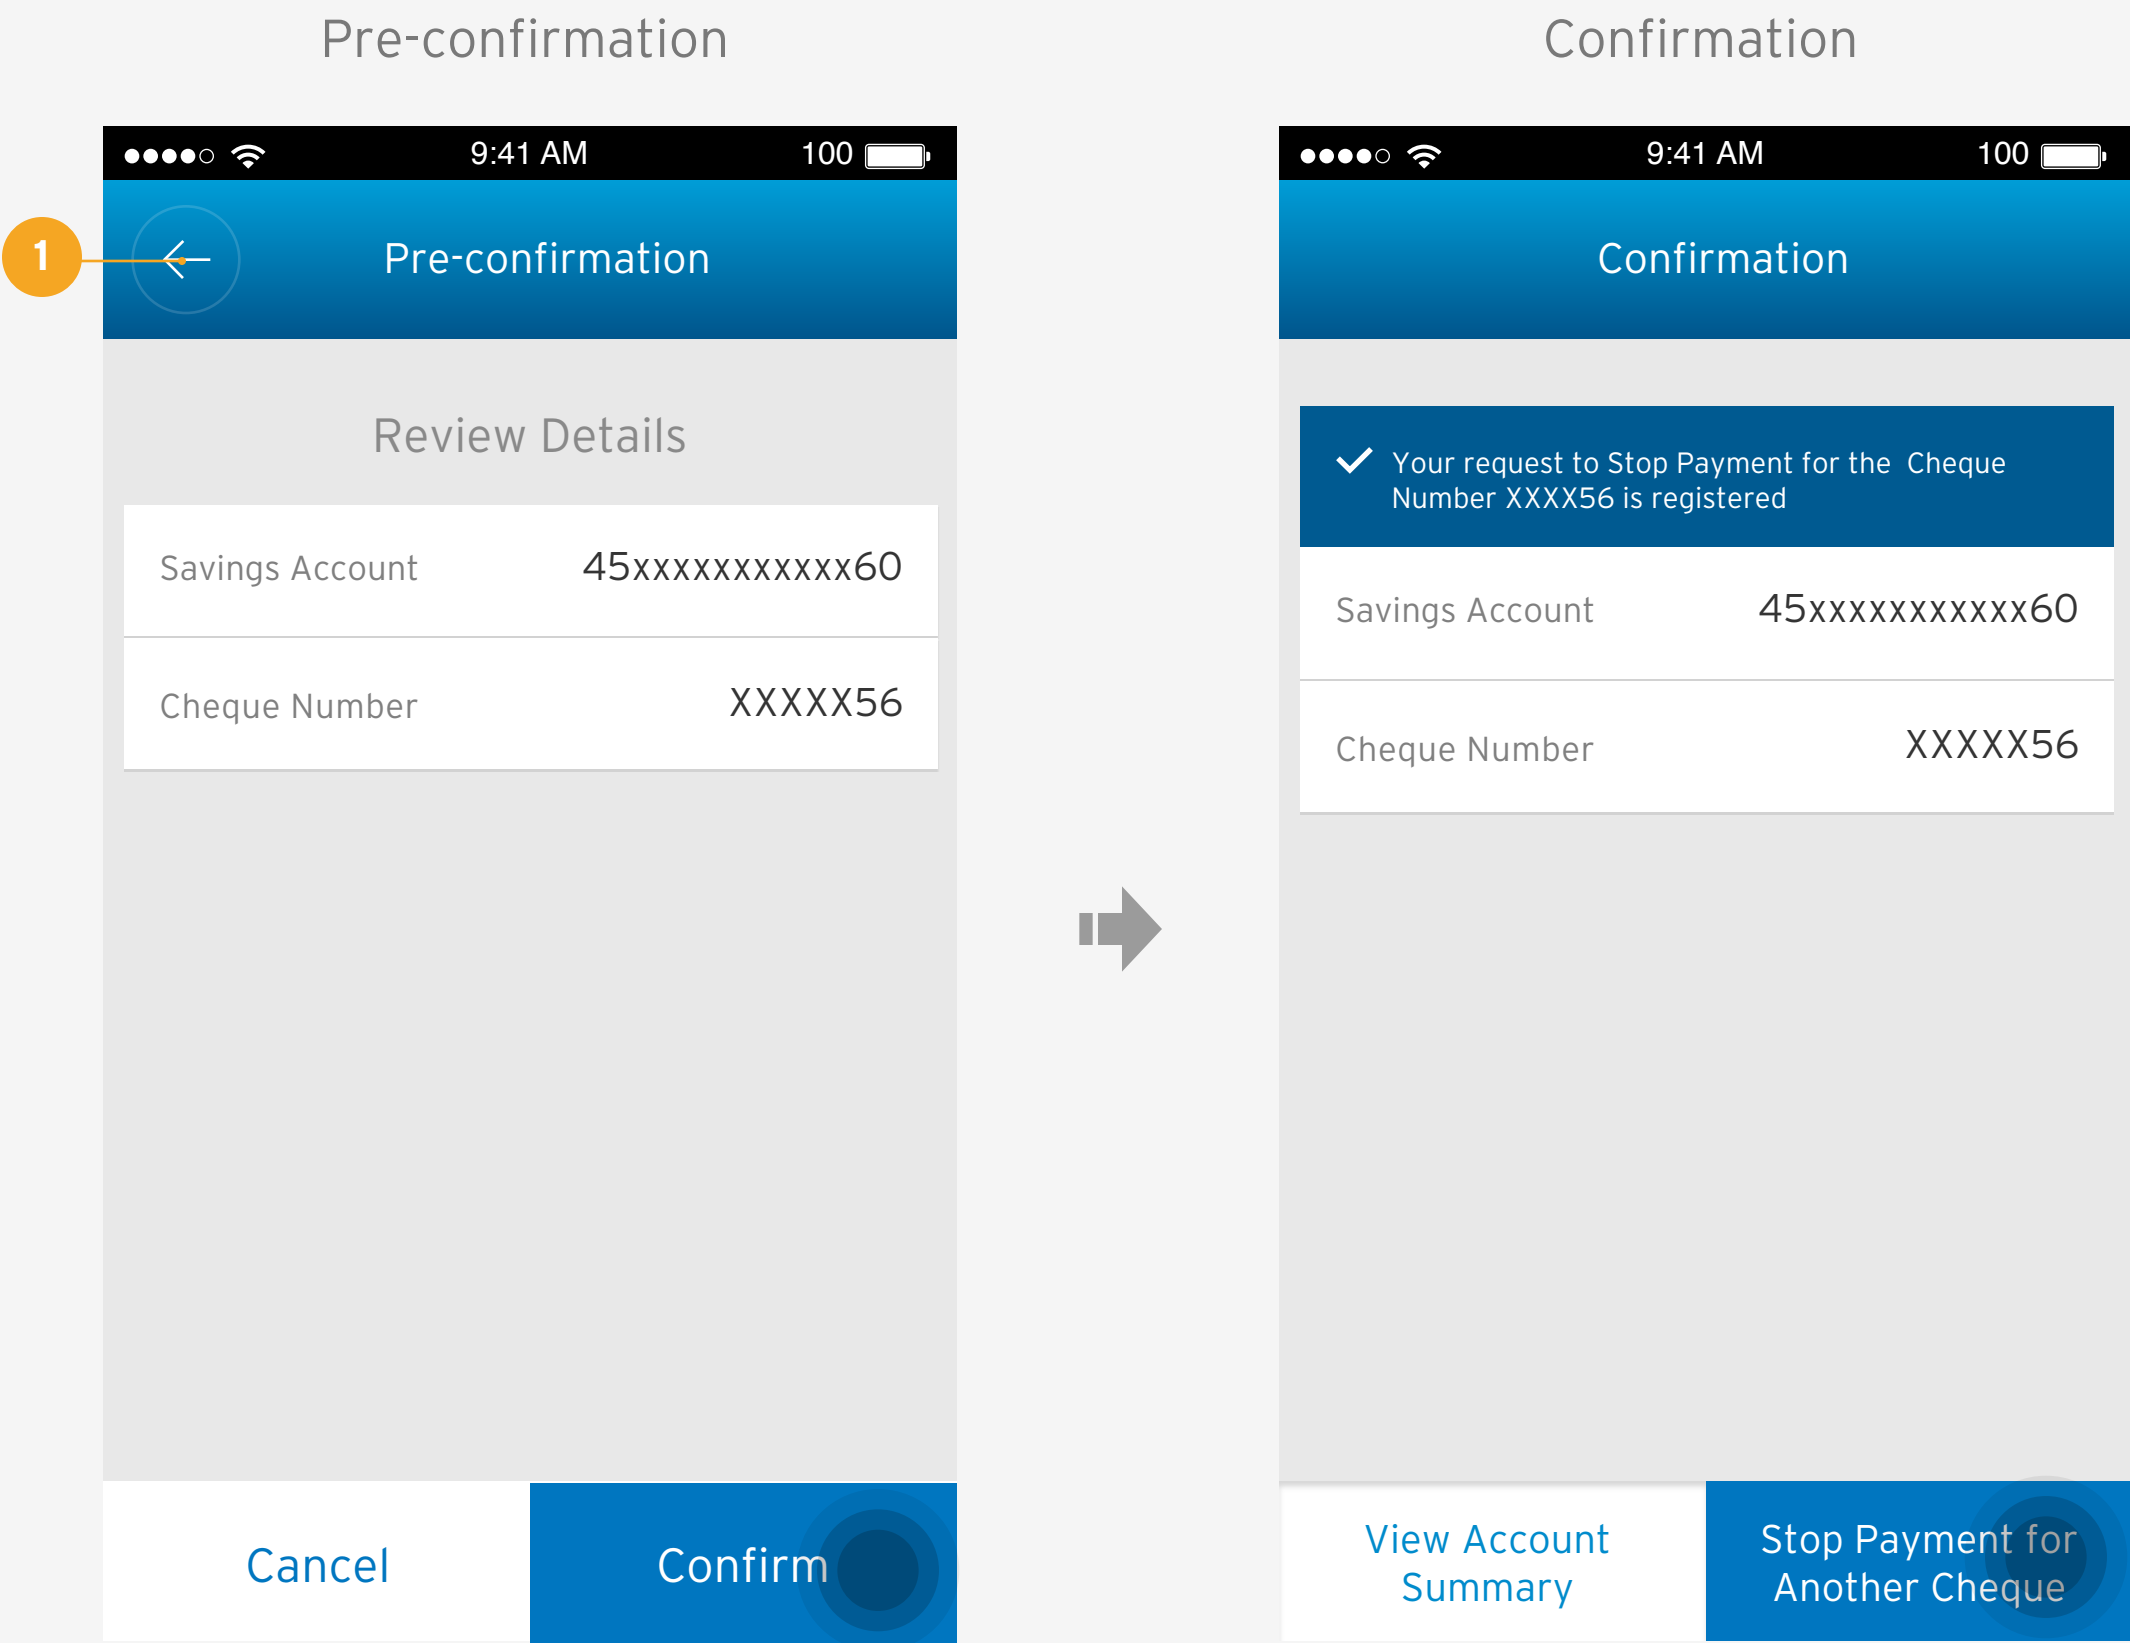 Pre-confirmation
9:41 AM 100
1
Pre-confirmation
Review Details
Savings Account 45xxxxxxxxxxx60
Cheque Number XXXXX56
Cancel Confirm
Confirmation
9:41 AM 100
Confirmation
Your request to Stop Payment for the Cheque
Number XXXX56 is registered
Savings Account 45xxxxxxxxxxx60
Cheque Number XXXXX56
View Account
Summary
Stop Payment for
Another Cheque